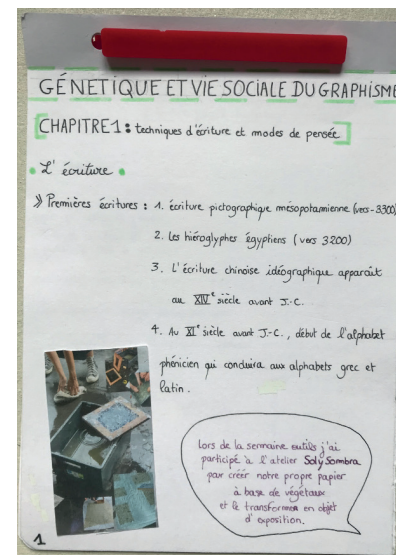 GÉNETIQUE ET VIE SOCIALE DU GRAPHISME
CHAPITRE 1 : techniques d'écriture et modes de pensée
L'écriture
» Premières écritures : 1. écriture pictographique mésopotamienne (vers -3300)
2. Les hiéroglyphes égyptiens (vers 3200)
3. L'écriture chinoise idéographique apparaît
au XIVe siècle avant J.-C.
4. Au XIe siècle avant J.-C., début de l'alphabet
phénicien qui conduira aux alphabets grec et
latin.
Lors de la semaine outils j'ai
participé à l'atelier Sol y Sombra
pour créer notre propre papier
à base de végétaux
et le transformer en objet
d'exposition.
1